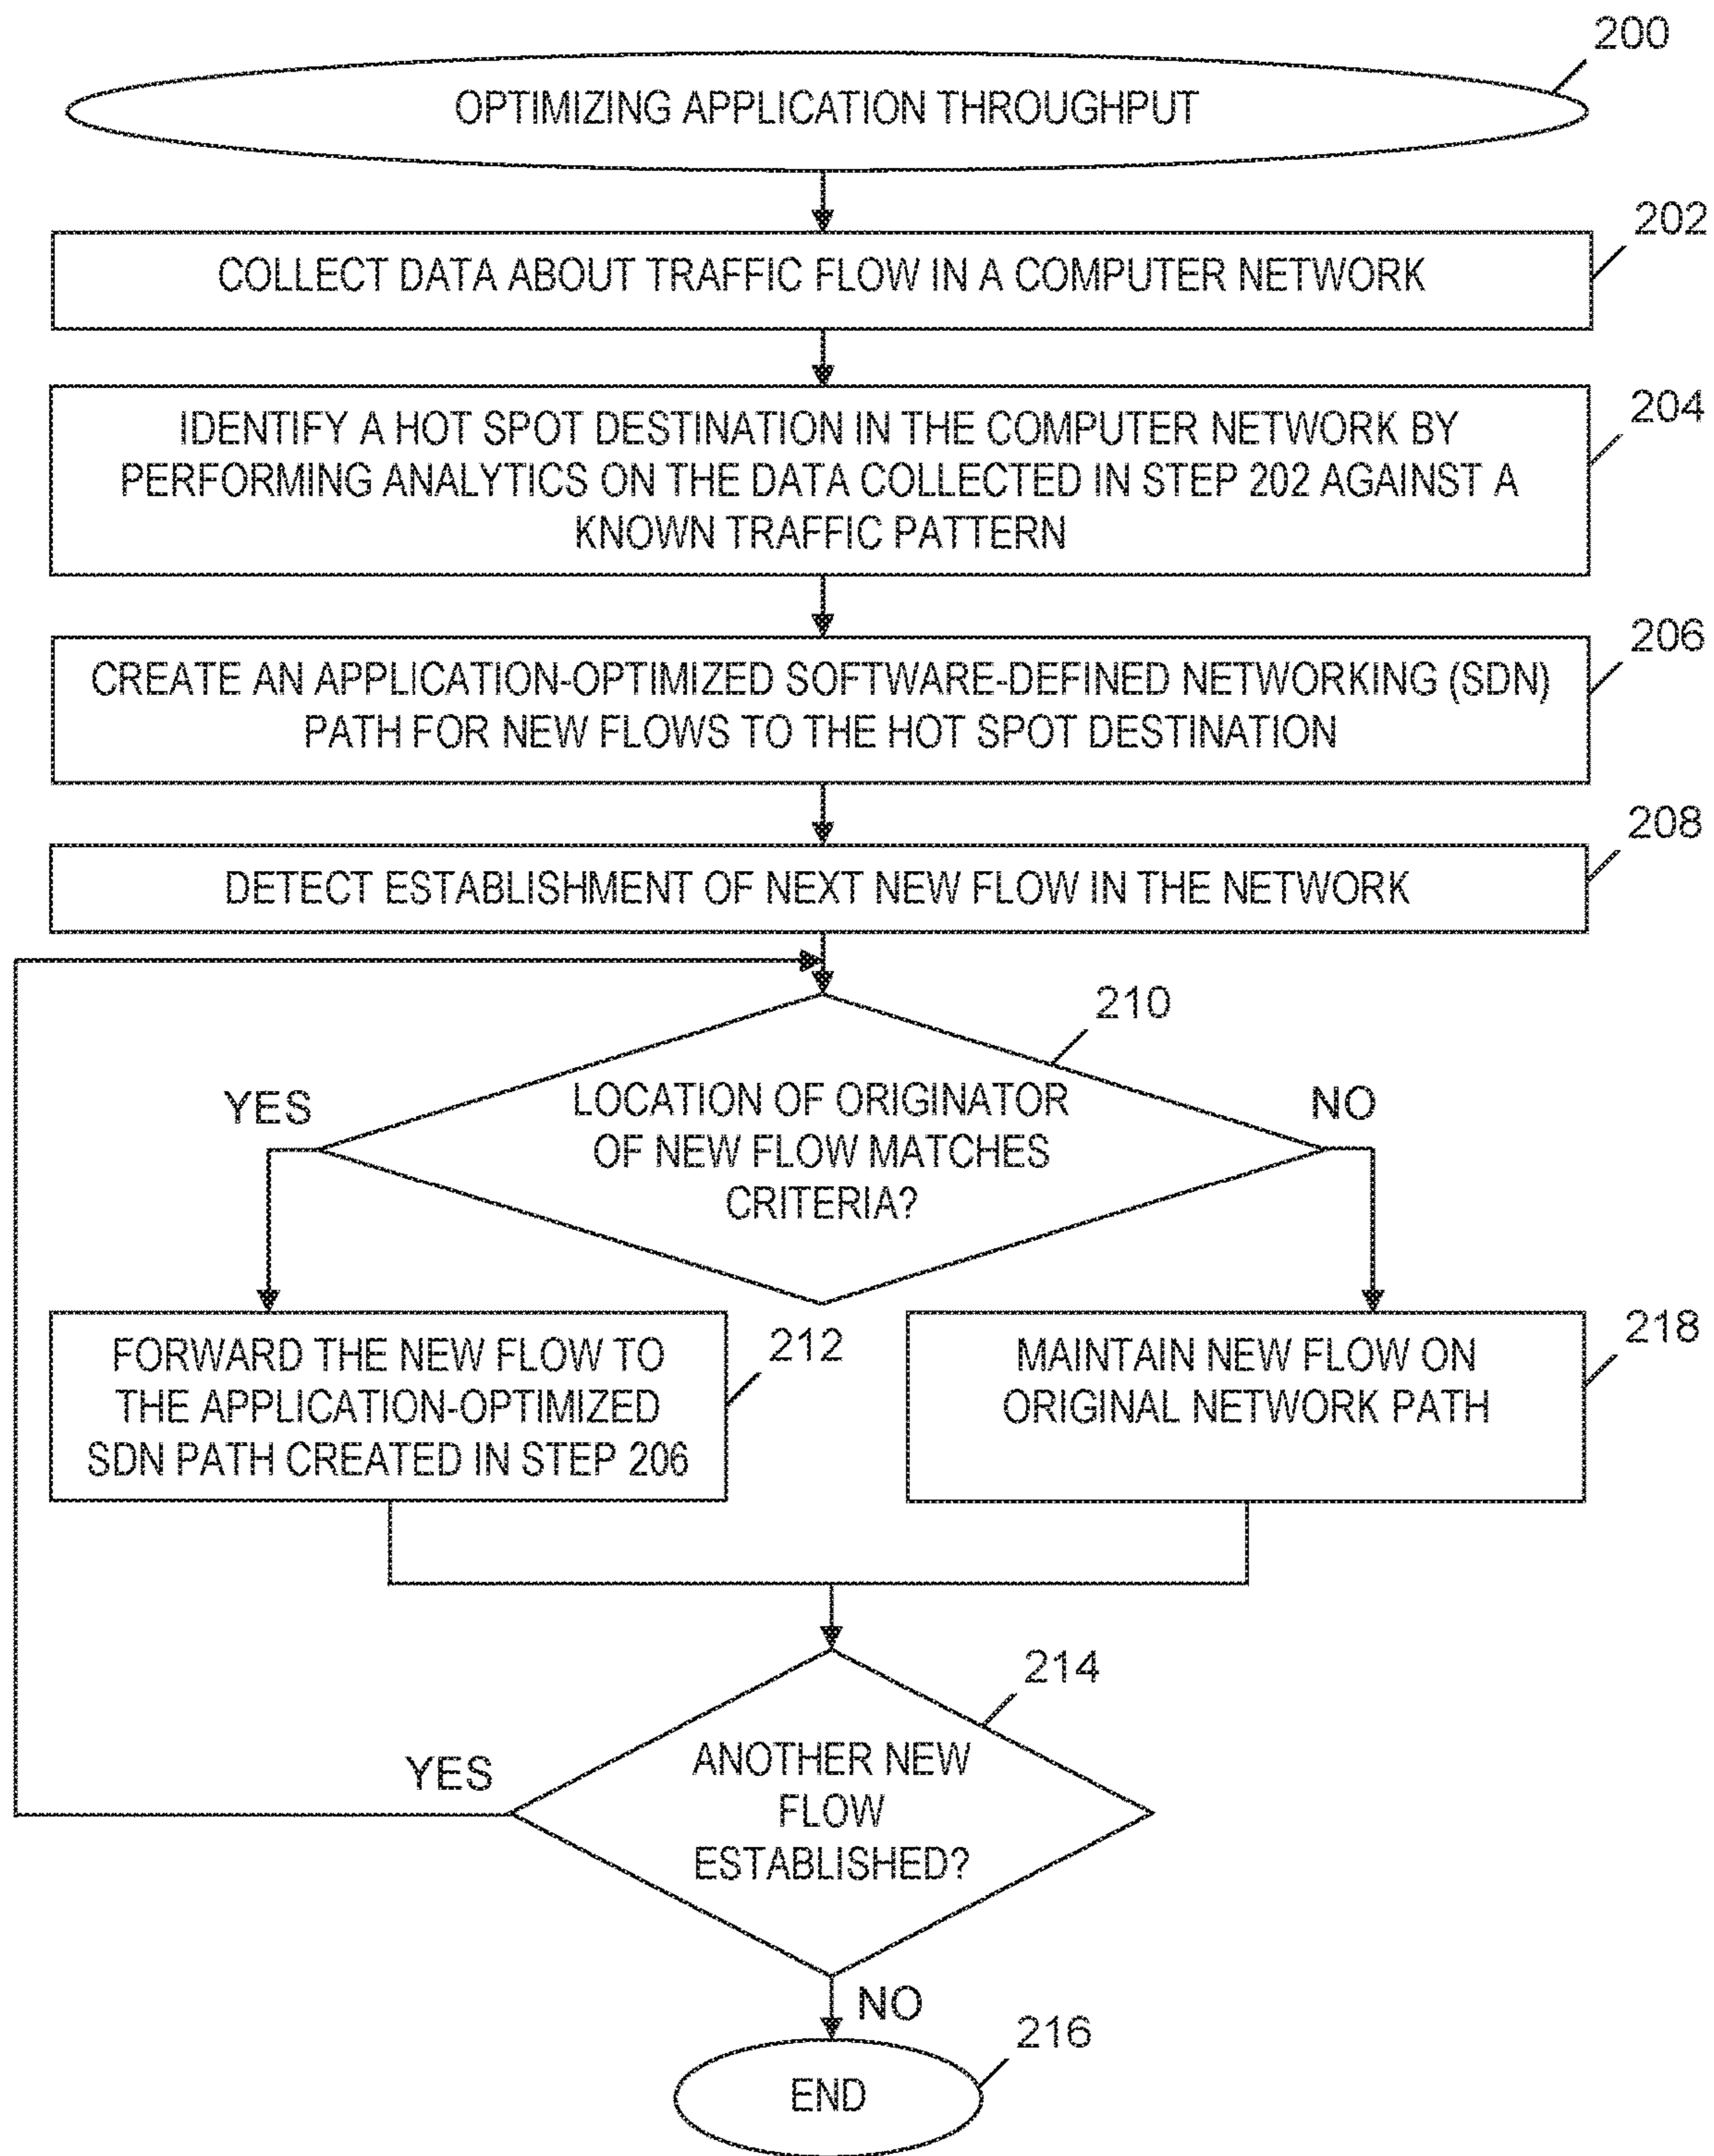 200
OPTIMIZING APPLICATION THROUGHPUT
202
COLLECT DATA ABOUT TRAFFIC FLOW IN A COMPUTER NETWORK
204
IDENTIFY A HOT SPOT DESTINATION IN THE COMPUTER NETWORK BY
PERFORMING ANALYTICS ON THE DATA COLLECTED IN STEP 202 AGAINST A
KNOWN TRAFFIC PATTERN
206
CREATE AN APPLICATION-OPTIMIZED SOFTWARE-DEFINED NETWORKING (SDN)
PATH FOR NEW FLOWS TO THE HOT SPOT DESTINATION
208
DETECT ESTABLISHMENT OF NEXT NEW FLOW IN THE NETWORK
210
YES
LOCATION OF ORIGINATOR
OF NEW FLOW MATCHES
CRITERIA?
NO
FORWARD THE NEW FLOW TO
THE APPLICATION-OPTIMIZED
SDN PATH CREATED IN STEP 206
212
MAINTAIN NEW FLOW ON
ORIGINAL NETWORK PATH
218
214
YES
ANOTHER NEW
FLOW
ESTABLISHED?
NO
216
END